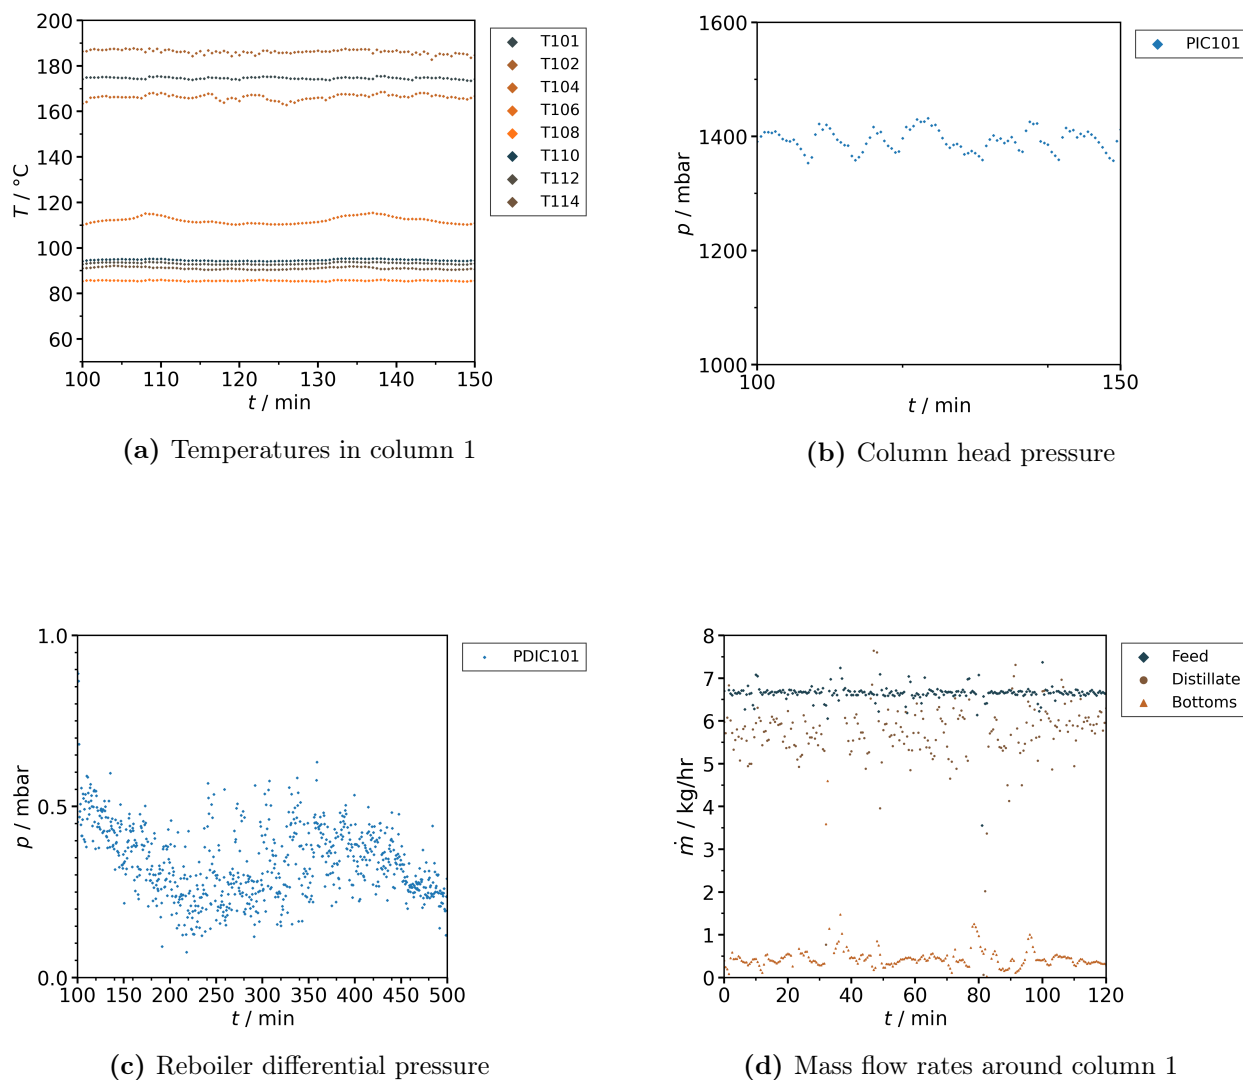 200
180
160
140
120
100
80
60
T / °C
100 110 120 130 140 150
t / min
T101
T102
T104
T106
T108
T110
T112
T114
(a) Temperatures in column 1
1600
1400
1200
1000
p / mbar
100 150
t / min
PIC101
(b) Column head pressure
1.0
0.5
0.0
p / mbar
100 150 200 250 300 350 400 450 500
t / min
PDIC101
(c) Reboiler differential pressure
8
7
6
5
4
3
2
1
0
ṁ / kg/hr
0 20 40 60 80 100 120
t / min
Feed
Distillate
Bottoms
(d) Mass flow rates around column 1